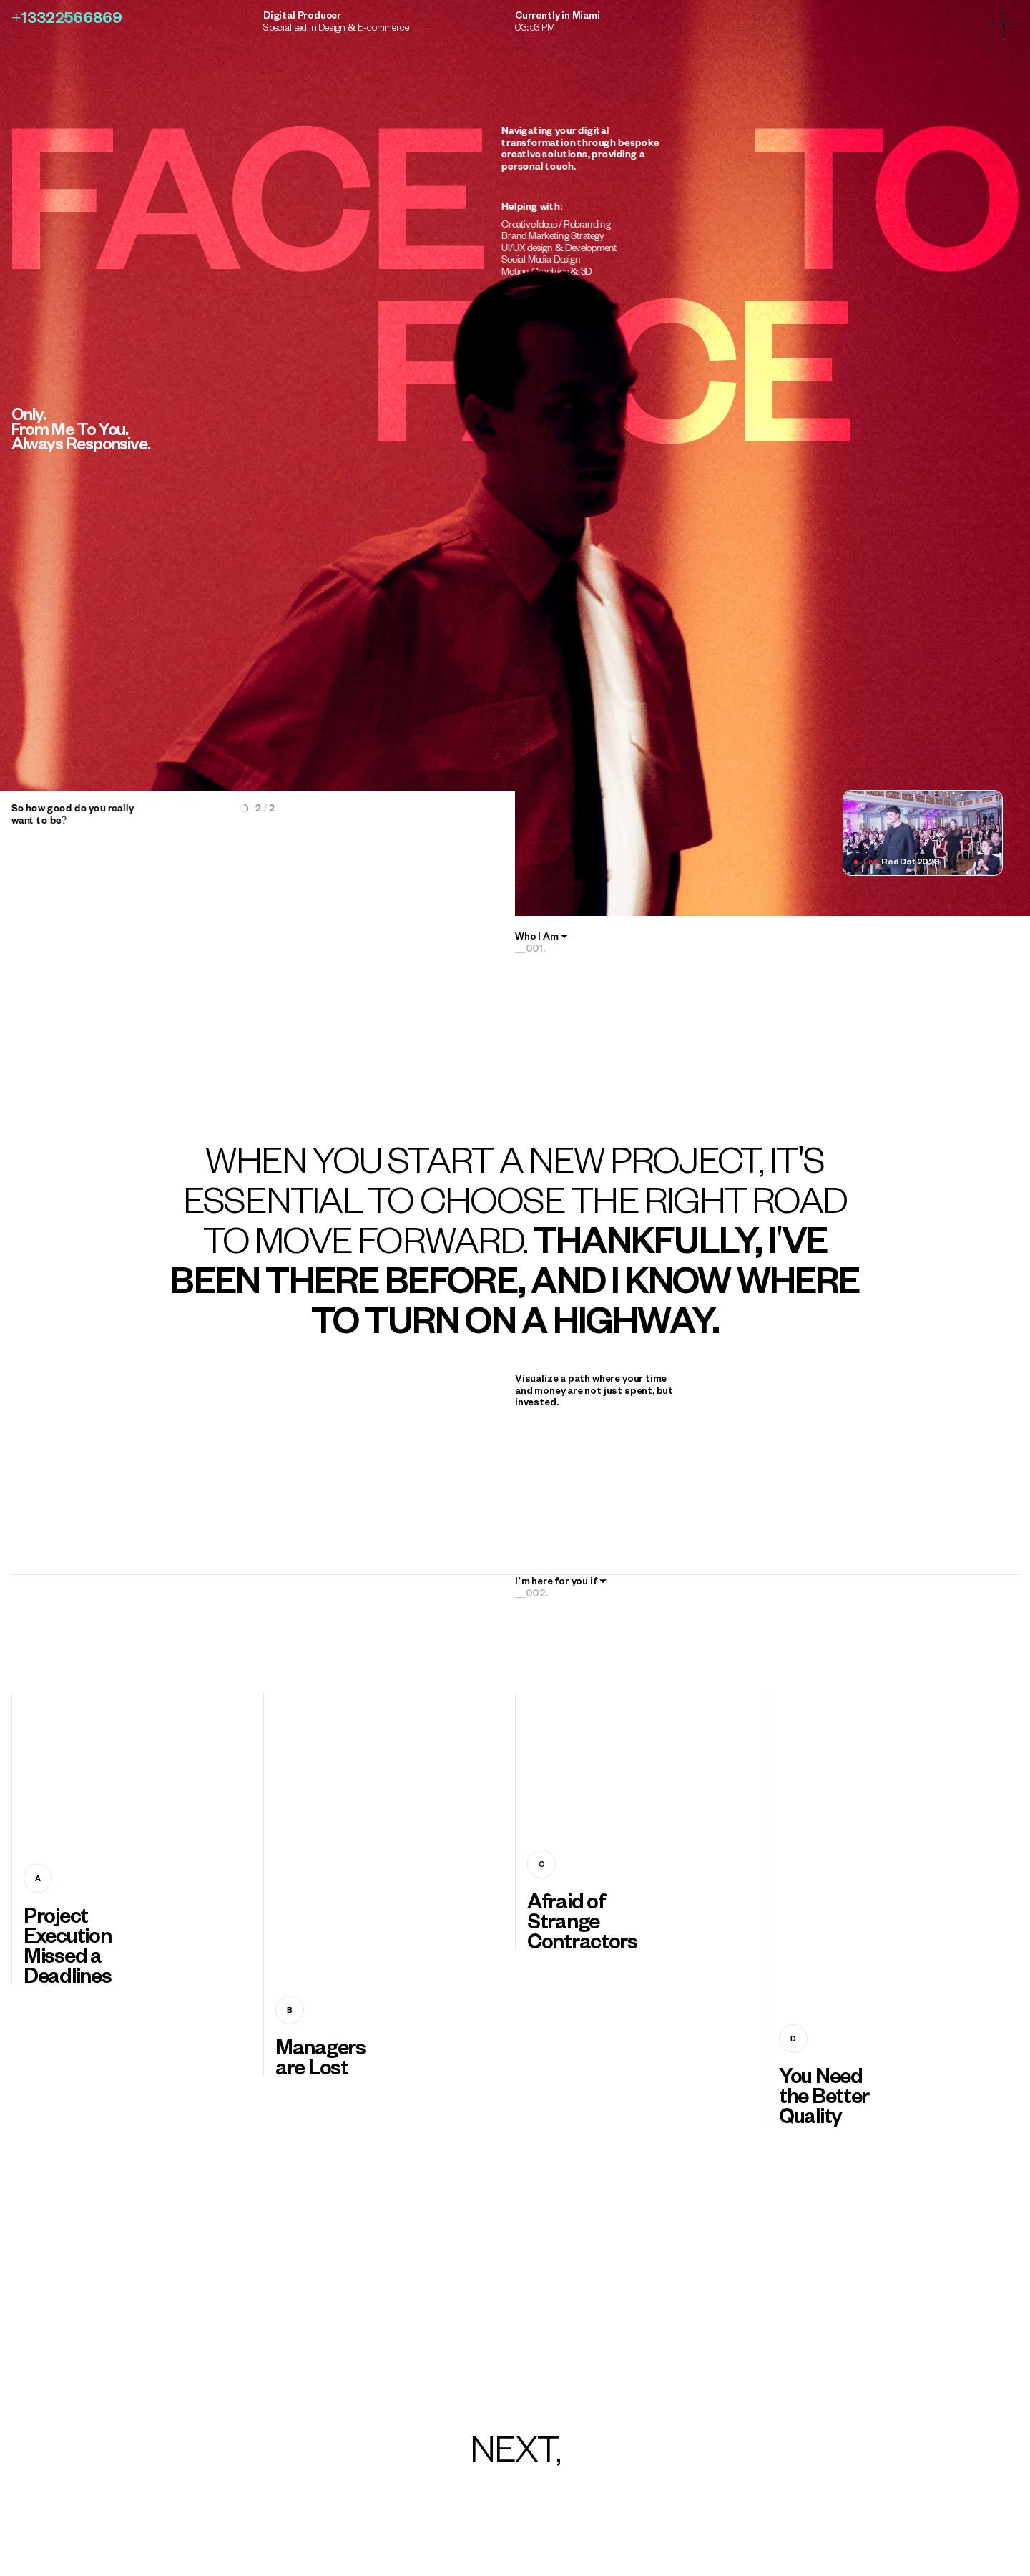 +13322566869
Digital Producer
Specialised in Design & E-commerce
Currently in Miami
03:53 PM
FACE TO
Navigating your digital
transformation through bespoke
creative solutions, providing a
personal touch.
Helping with:
Creative Ideas / Rebranding
Brand Marketing Strategy
UI/UX design & Development
Social Media Design
Motion Graphics & 3D
FACE
Only.
From Me To You.
Always Responsive.
So how good do you really
want to be?
2 / 2
Live Red Dot 2023
Who I Am
__001.
WHEN YOU START A NEW PROJECT, IT'S
ESSENTIAL TO CHOOSE THE RIGHT ROAD
TO MOVE FORWARD. THANKFULLY, I'VE
BEEN THERE BEFORE, AND I KNOW WHERE
TO TURN ON A HIGHWAY.
Visualize a path where your time
and money are not just spent, but
invested.
I'm here for you if
__002.
A
Project
Execution
Missed a
Deadlines
B
Managers
are Lost
C
Afraid of
Strange
Contractors
D
You Need
the Better
Quality
NEXT,